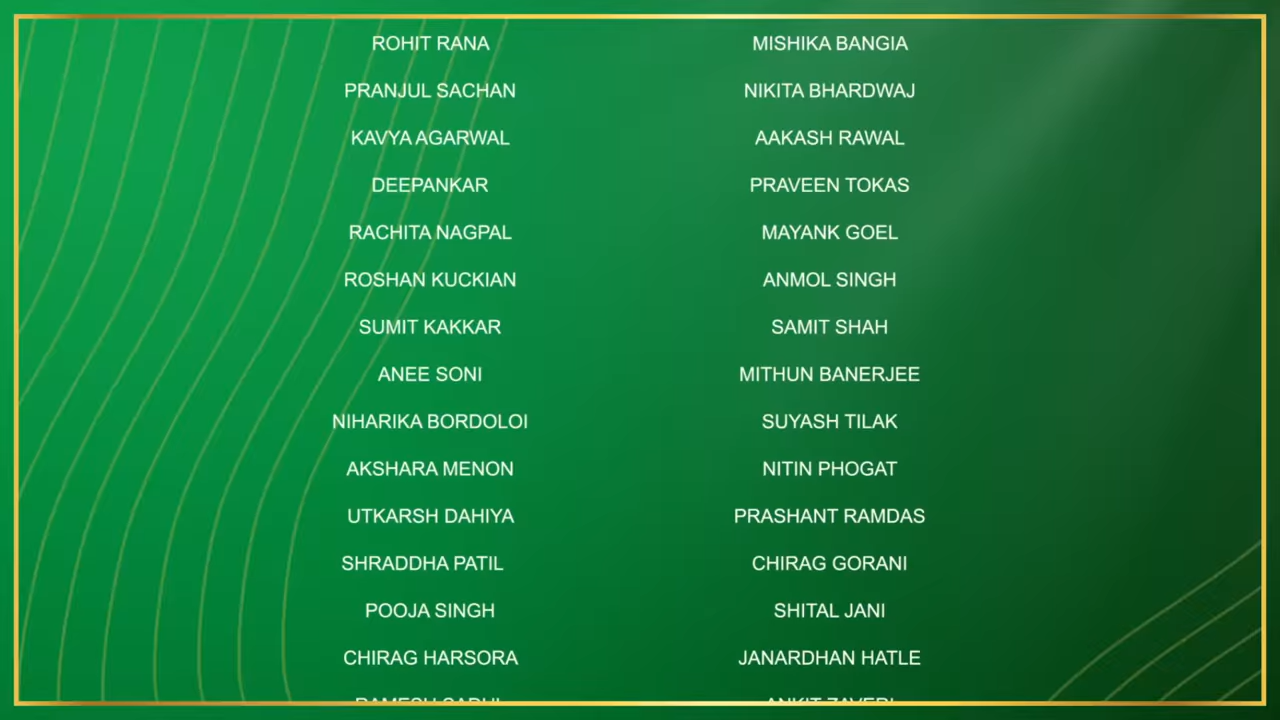 ROHIT RANA MISHIKA BANGIA
PRANJUL SACHAN NIKITA BHARDWAJ
KAVYA AGARWAL AAKASH RAWAL
DEEPANKAR PRAVEEN TOKAS
RACHITA NAGPAL MAYANK GOEL
ROSHAN KUCKIAN ANMOL SINGH
SUMIT KAKKAR SAMIT SHAH
ANEE SONI MITHUN BANERJEE
NIHARIKA BORDOLOI SUYASH TILAK
AKSHARA MENON NITIN PHOGAT
UTKARSH DAHIYA PRASHANT RAMDAS
SHRADDHA PATIL CHIRAG GORANI
POOJA SINGH SHITAL JANI
CHIRAG HARSORA JANARDHAN HATLE